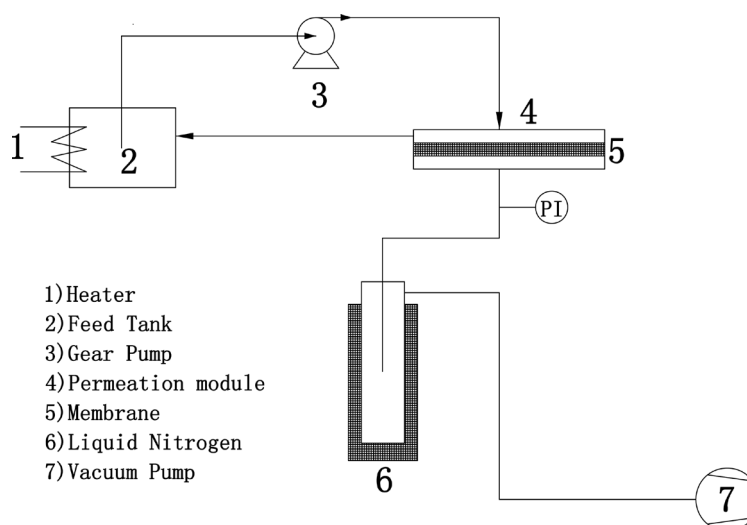 3
4
1
2
5
PI
1)Heater
2)Feed Tank
3)Gear Pump
4)Permeation module
5)Membrane
6)Liquid Nitrogen
7)Vacuum Pump
6
7